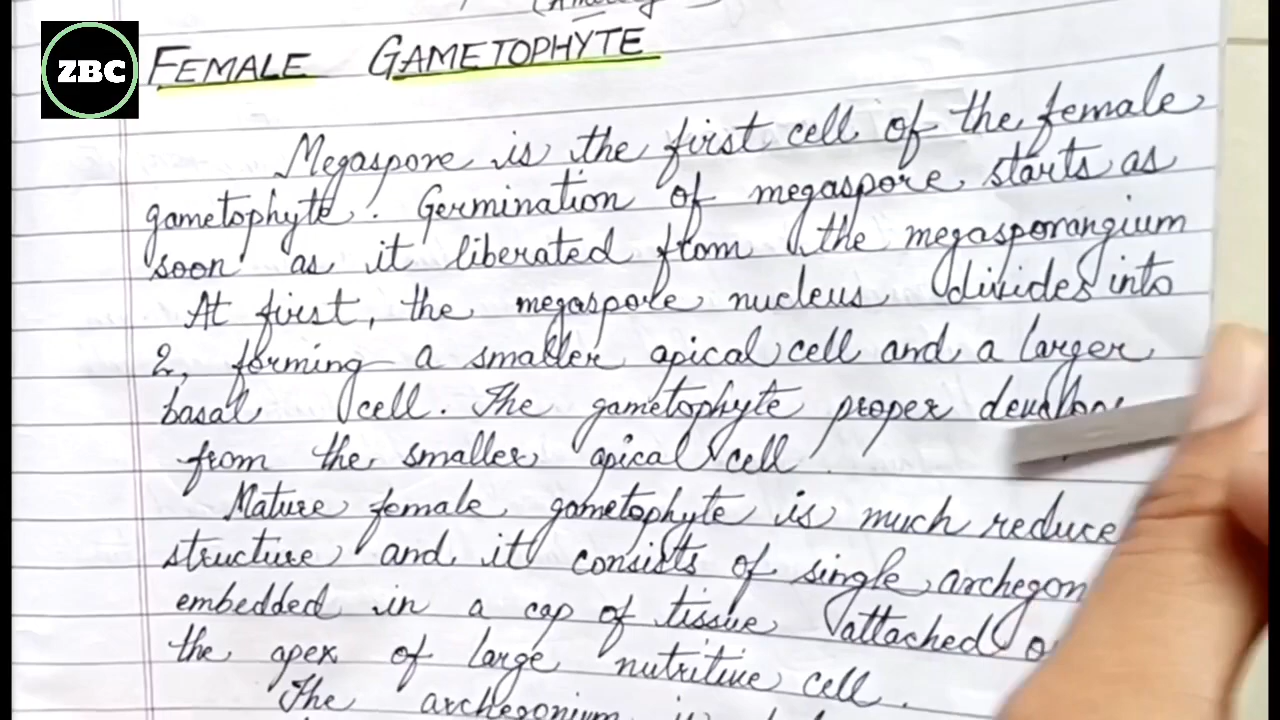 ZBC
FEMALE GAMETOPHYTE
Megaspore is the first cell of the female
gametophyte. Germination of megaspore starts as
soon as it liberated from the megasporangium
At first, the megaspore nucleus divides into
2, forming a smaller apical cell and a larger
basal cell. The gametophyte proper develops
from the smaller apical cell.
Mature female gametophyte is much reduce
structure and it consists of single archegon
embedded in a cap of tissue attached o
the apex of large nutritive cell.
The archegonium is